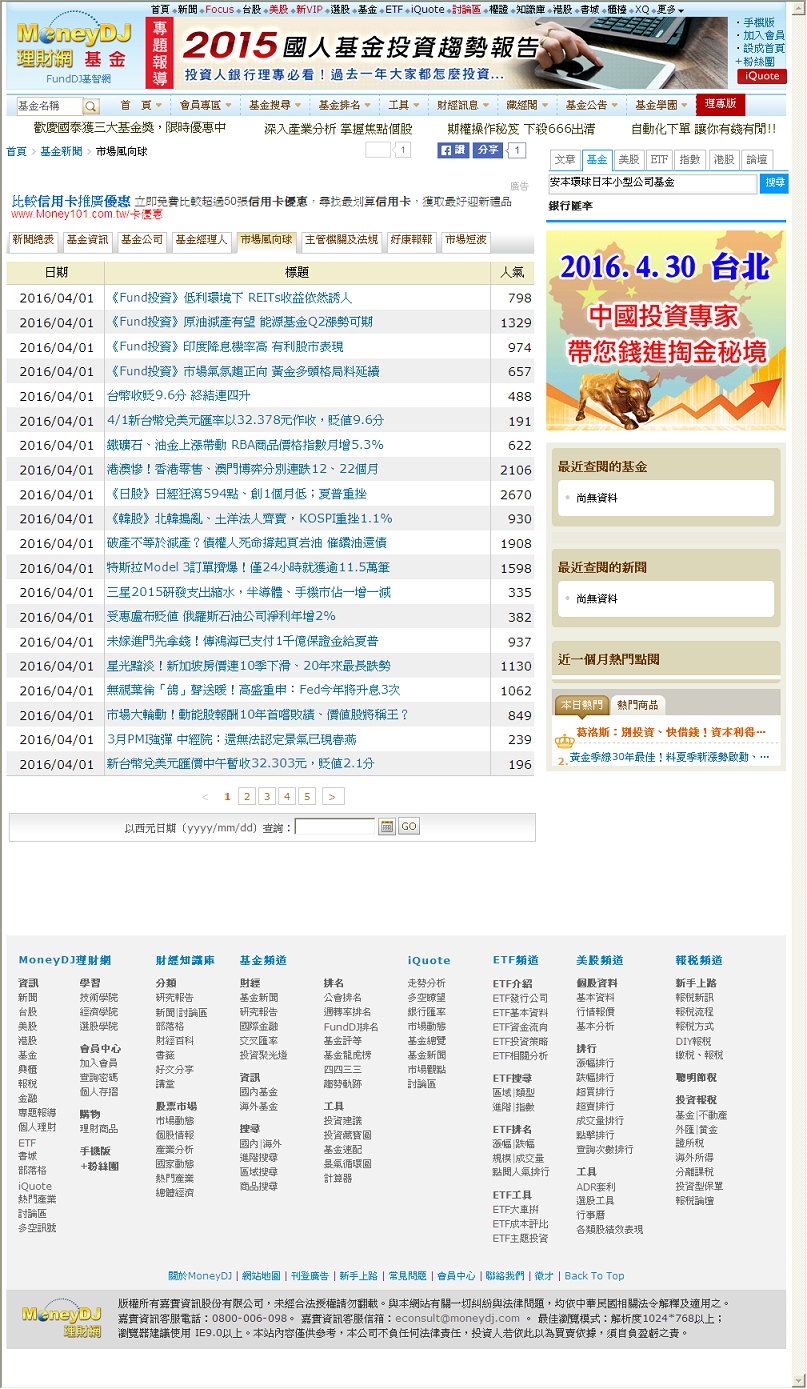 首頁 新聞 Focus 台股 美股 新VIP 選股 基金 ETF iQuote 討論區 權證 知識庫 港股 書城 櫃檯 XQ 更多
MoneyDJ
理財網 基金
FundDJ基智網
專題報導
2015國人基金投資趨勢報告
投資人銀行理專必看！過去一年大家都怎麼投資...
手機版
加入會員
設成首頁
+粉絲團
iQuote
基金名稱 首 頁 會員專區 基金搜尋 基金排名 工具 財經訊息 藏經閣 基金公告 基金學園 理專版
歡慶國泰獲三大基金獎，限時優惠中 深入產業分析 掌握焦點個股 期權操作秘笈 下殺666出清 自動化下單 讓你有錢有閒!!
首頁 › 基金新聞 › 市場風向球
1 讚 分享 1
文章 基金 美股 ETF 指數 港股 論壇
安本環球日本小型公司基金 搜尋
銀行匯率
廣告
比較信用卡推廣優惠 立即免費比較超過50張信用卡優惠，尋找最划算信用卡，獲取最好迎新禮品
www.Money101.com.tw/卡優惠
新聞總表 基金資訊 基金公司 基金經理人 市場風向球 主管機關及法規 好康報報 市場短波
日期 標題 人氣
2016/04/01 《Fund投資》低利環境下 REITs收益依然誘人 798
2016/04/01 《Fund投資》原油減產有望 能源基金Q2漲勢可期 1329
2016/04/01 《Fund投資》印度降息機率高 有利股市表現 974
2016/04/01 《Fund投資》市場氣氛趨正向 黃金多頭格局料延續 657
2016/04/01 台幣收貶9.6分 終結連四升 488
2016/04/01 4/1新台幣兌美元匯率以32.378元作收，貶值9.6分 191
2016/04/01 鐵礦石、油金上漲帶動 RBA商品價格指數月增5.3% 622
2016/04/01 港澳慘！香港零售、澳門博弈分別連跌12、22個月 2106
2016/04/01 《日股》日經狂瀉594點、創1個月低；夏普重挫 2670
2016/04/01 《韓股》北韓搗亂、土洋法人齊賣，KOSPI重挫1.1% 930
2016/04/01 破產不等於減產？債權人死命撐起頁岩油 催繳油還債 1908
2016/04/01 特斯拉Model 3訂單擠爆！僅24小時就獲逾11.5萬筆 1598
2016/04/01 三星2015研發支出縮水，半導體、手機市佔一增一減 335
2016/04/01 受惠盧布貶值 俄羅斯石油公司淨利年增2% 382
2016/04/01 未嫁進門先拿錢！傳鴻海已支付1千億保證金給夏普 937
2016/04/01 星光黯淡！新加坡房價連10季下滑、20年來最長跌勢 1130
2016/04/01 無視葉倫「鴿」聲送暖！高盛重申：Fed今年將升息3次 1062
2016/04/01 市場大輪動！動能股報酬10年首嚐敗績、價值股將稱王？ 849
2016/04/01 3月PMI強彈 中經院：還無法認定景氣已現春燕 239
2016/04/01 新台幣兌美元匯價中午暫收32.303元，貶值2.1分 196
< 1 2 3 4 5 >
以西元日期（yyyy/mm/dd）查詢： GO
2016. 4. 30 台北
中國投資專家
帶您錢進掏金秘境
最近查閱的基金
尚無資料
最近查閱的新聞
尚無資料
近一個月熱門點閱
本日熱門 熱門商品
葛洛斯：別投資、快借錢！資本利得…
2. 黃金季線30年最佳！料夏季漸漲勢啟動、…
MoneyDJ理財網
資訊
新聞
台股
美股
港股
基金
興櫃
報稅
金融
專題報導
個人理財
ETF
書城
部落格
iQuote
熱門產業
討論區
多空訊號
學習
技術學院
經濟學院
選股學院
會員中心
加入會員
查詢密碼
個人存摺
購物
理財商品
手機版
+粉絲團
財經知識庫
分類
研究報告
新聞|討論區
部落格
財經百科
書籤
好文分享
講堂
股票市場
市場動態
個股情報
產業分析
國家動態
熱門產業
總體經濟
基金頻道
財經
基金新聞
研究報告
國際金融
交叉匯率
投資聚光燈
資訊
國內基金
海外基金
搜尋
國內|海外
進階搜尋
區域搜尋
商品搜尋
排名
公會排名
週轉率排名
FundDJ排名
基金評等
基金龍虎榜
四四三三
趨勢軌跡
工具
投資建議
投資藏寶圖
基金速配
景氣循環圖
計算器
iQuote
走勢分析
多空瞭望
銀行匯率
市場動態
基金總覽
基金新聞
市場觀點
討論區
ETF頻道
ETF介紹
ETF發行公司
ETF基本資料
ETF資金流向
ETF投資策略
ETF相關分析
ETF搜尋
區域|類型
進階|指數
ETF排名
漲幅|跌幅
規模|成交量
點閱人氣排行
ETF工具
ETF大車拚
ETF成本評比
ETF主題投資
美股頻道
個股資料
基本資料
行情報價
基本分析
排行
漲幅排行
跌幅排行
超買排行
超賣排行
成交量排行
點擊排行
查詢次數排行
工具
ADR套利
選股工具
行事曆
各類股績效表現
報稅頻道
新手上路
報稅新訊
報稅流程
報稅方式
DIY報稅
繳稅、報稅
聰明節稅
投資報稅
基金|不動產
外匯|黃金
證所稅
海外所得
分離課稅
投資型保單
報稅論壇
關於MoneyDJ | 網站地圖 | 刊登廣告 | 新手上路 | 常見問題 | 會員中心 | 聯絡我們 | 徵才 | Back To Top
MoneyDJ
理財網
版權所有嘉實資訊股份有限公司，未經合法授權請勿翻載。與本網站有關一切糾紛與法律問題，均依中華民國相關法令解釋及適用之。
嘉實資訊客服電話：0800-006-098。 嘉實資訊客服信箱：econsult@moneydj.com 。 最佳瀏覽模式：解析度1024*768以上；
瀏覽器建議使用 IE9.0以上。本站內容僅供參考，本公司不負任何法律責任，投資人若依此以為買賣依據，須自負盈虧之責。